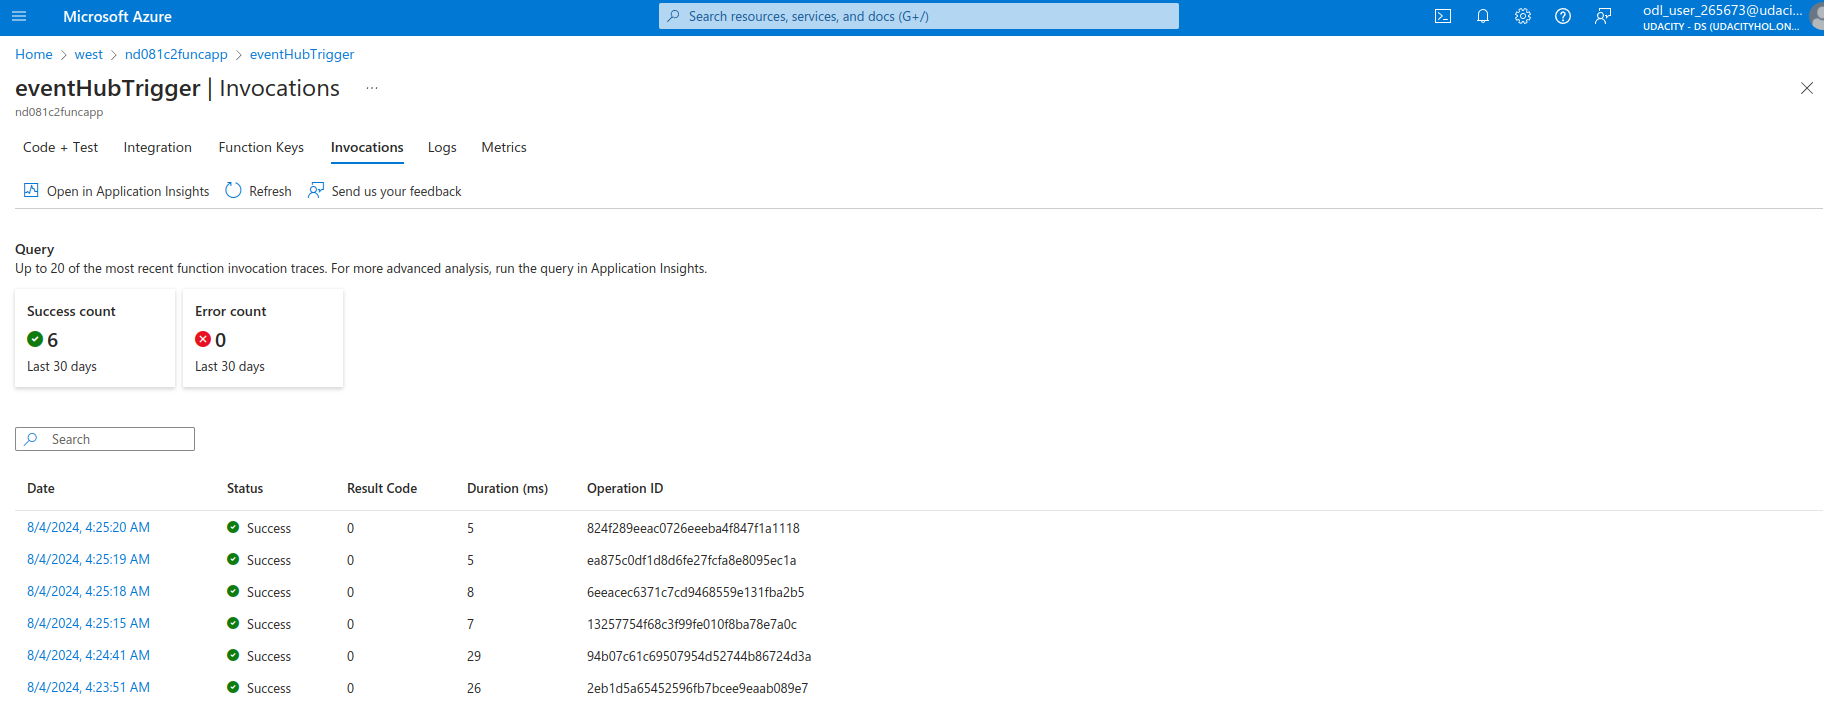 Microsoft Azure
Search resources, services, and docs (G+/)
odl_user_265673@udaci...
UDACITY - DS (UDACITYHOL.ON...
Home > west > nd081c2funcapp > eventHubTrigger
eventHubTrigger | Invocations ...
nd081c2funcapp
Code + Test Integration Function Keys Invocations Logs Metrics
Open in Application Insights Refresh Send us your feedback
Query
Up to 20 of the most recent function invocation traces. For more advanced analysis, run the query in Application Insights.
Success count
6
Last 30 days
Error count
0
Last 30 days
Search
Date Status Result Code Duration (ms) Operation ID
8/4/2024, 4:25:20 AM Success 0 5 824f289eeac0726eeeba4f847f1a1118
8/4/2024, 4:25:19 AM Success 0 5 ea875c0df1d8d6fe27fcfa8e8095ec1a
8/4/2024, 4:25:18 AM Success 0 8 6eeacec6371c7cd9468559e131fba2b5
8/4/2024, 4:25:15 AM Success 0 7 13257754f68c3f99fe010f8ba78e7a0c
8/4/2024, 4:24:41 AM Success 0 29 94b07c61c69507954d52744b86724d3a
8/4/2024, 4:23:51 AM Success 0 26 2eb1d5a65452596fb7bcee9eaab089e7